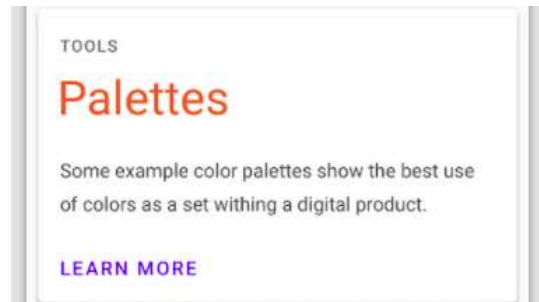 TOOLS
Palettes
Some example color palettes show the best use
of colors as a set withing a digital product.
LEARN MORE